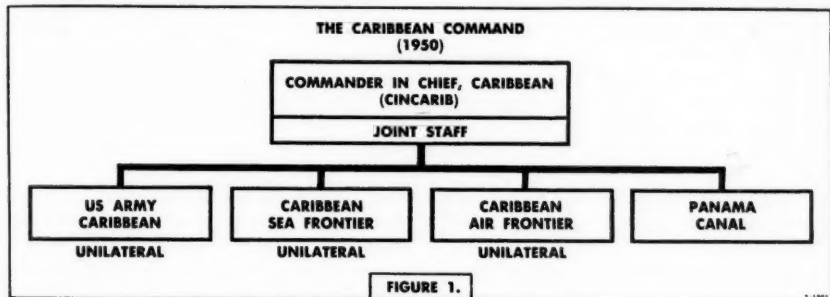 THE CARIBBEAN COMMAND
(1950)
COMMANDER IN CHIEF, CARIBBEAN
(CINCARIB)
JOINT STAFF
US ARMY
CARIBBEAN
CARIBBEAN
SEA FRONTIER
CARIBBEAN
AIR FRONTIER
PANAMA
CANAL
UNILATERAL
UNILATERAL
UNILATERAL
FIGURE 1.